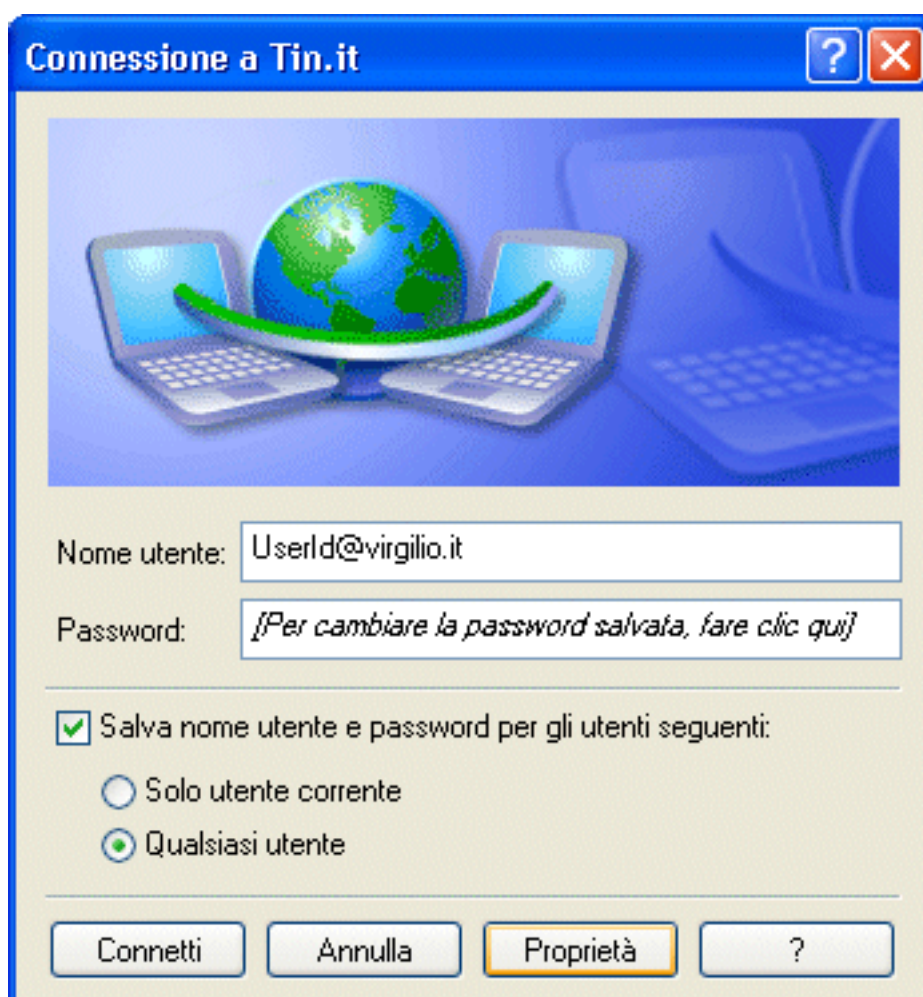 Connessione a Tin.it
Nome utente: UserId@virgilio.it
Password: [Per cambiare la password salvata, fare clic qui]
Salva nome utente e password per gli utenti seguenti:
Solo utente corrente
Qualsiasi utente
Connetti Annulla Proprietà ?